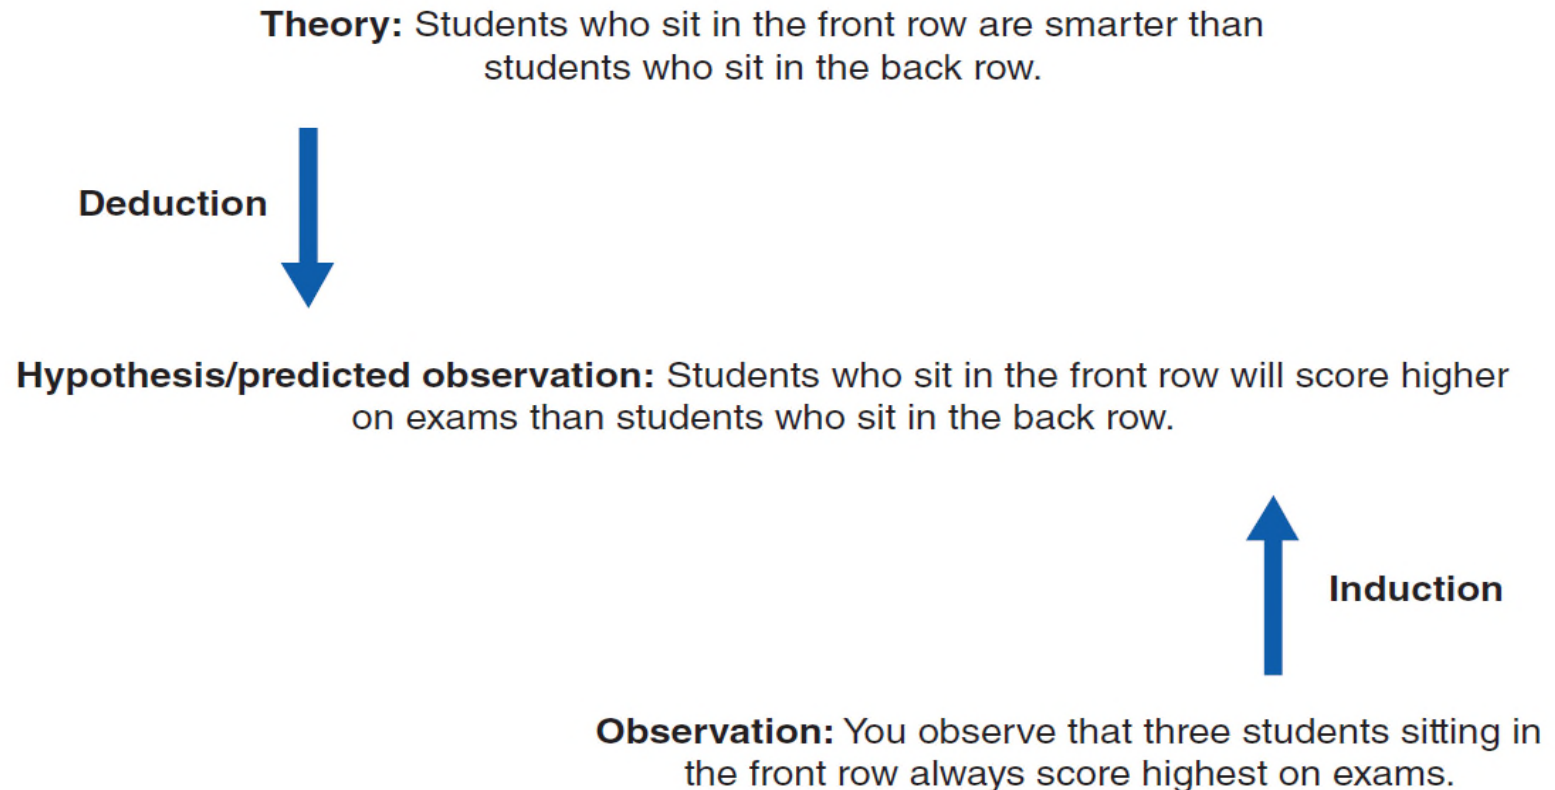 Theory: Students who sit in the front row are smarter than
students who sit in the back row.
Deduction
Hypothesis/predicted observation: Students who sit in the front row will score higher
on exams than students who sit in the back row.
Induction
Observation: You observe that three students sitting in
the front row always score highest on exams.